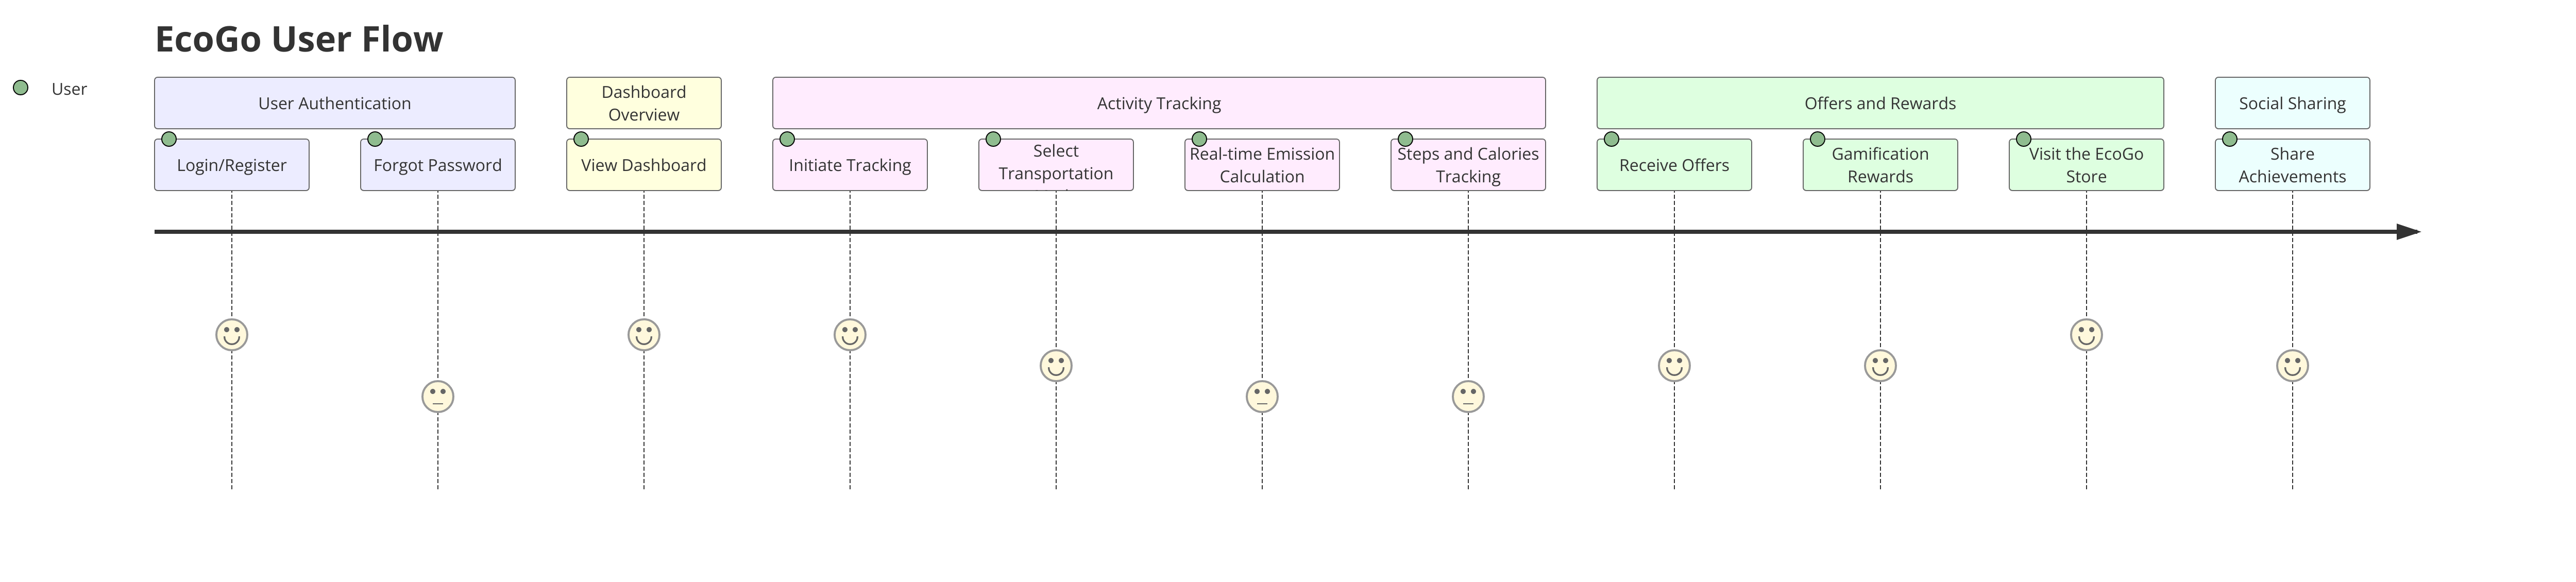 EcoGo User Flow
User
User Authentication
Dashboard
Overview
Activity Tracking
Offers and Rewards
Social Sharing
Login/Register
Forgot Password
View Dashboard
Initiate Tracking
Select
Transportation
Real-time Emission
Calculation
Steps and Calories
Tracking
Receive Offers
Gamification
Rewards
Visit the EcoGo
Store
Share
Achievements